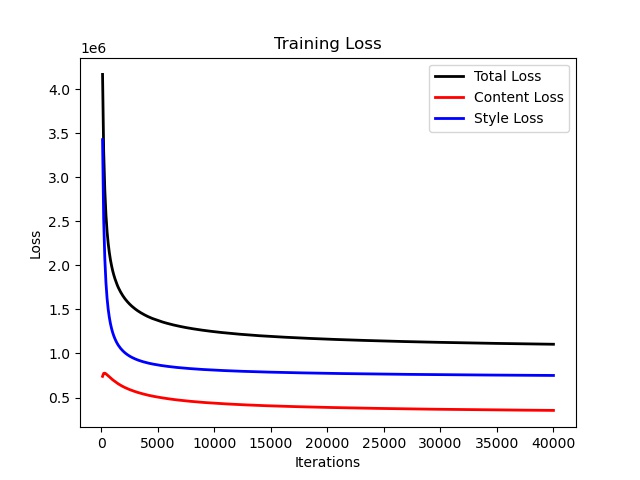 Training Loss
1e6
Total Loss
Content Loss
Style Loss
4.0
3.5
3.0
2.5
2.0
1.5
1.0
0.5
Loss
0 5000 10000 15000 20000 25000 30000 35000 40000
Iterations